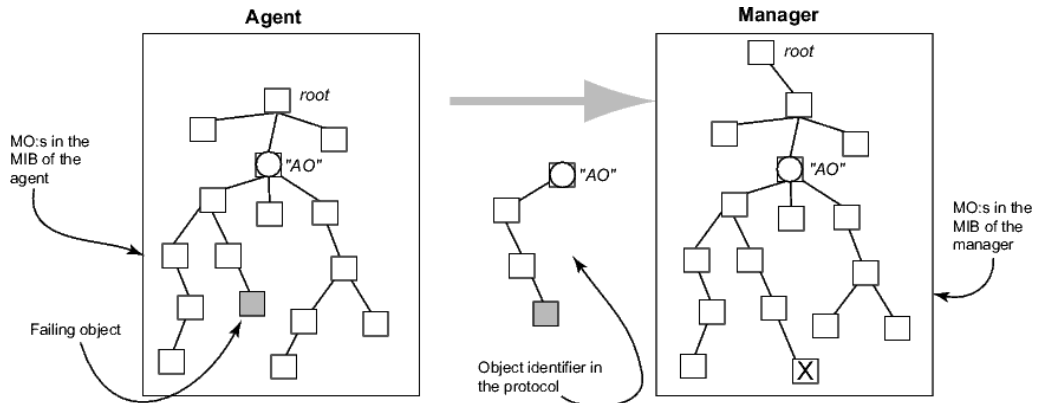 Agent
Manager
root
root
MO:s in the
MIB of the
agent
"AO"
"AO"
"AO"
MO:s in the
MIB of the
manager
Failing object
Object identifier in
the protocol
X